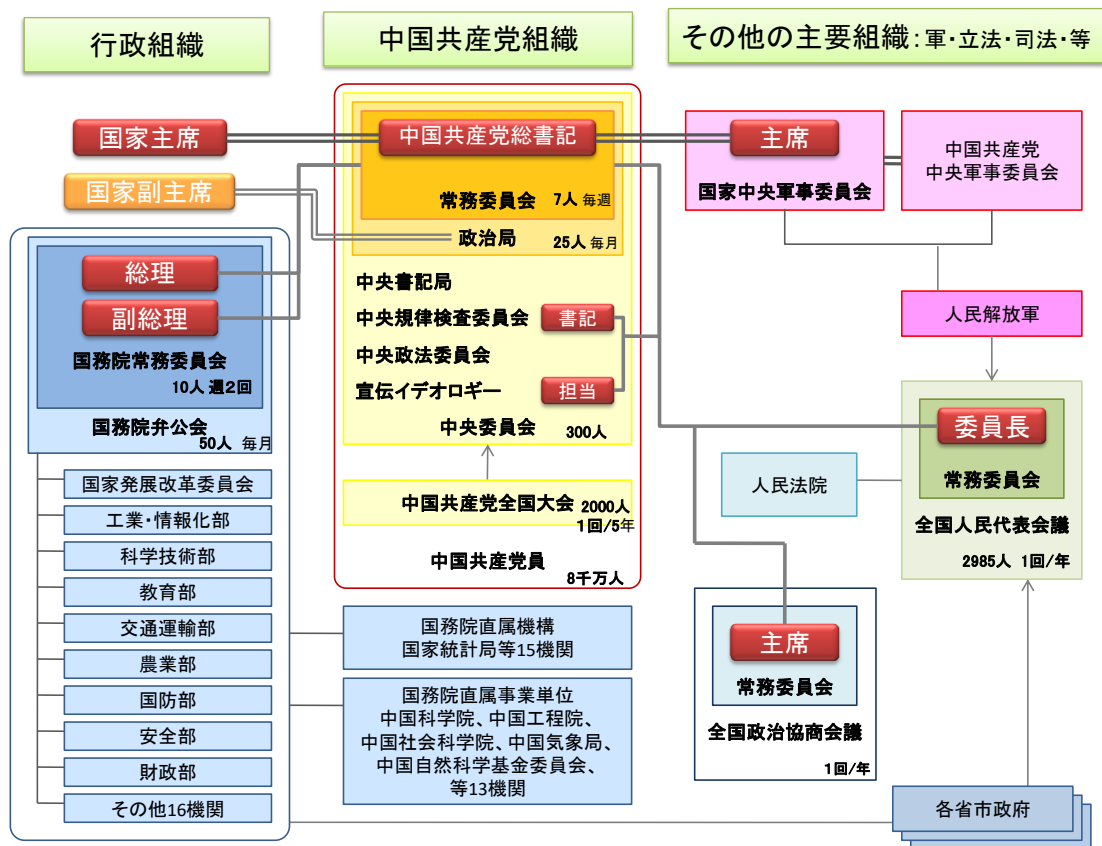 行政組織
中国共産党組織
その他の主要組織：軍・立法・司法・等
国家主席
中国共産党総書記
主席
国家中央軍事委員会
中国共産党
中央軍事委員会
国家副主席
常務委員会 7人 毎週
政治局 25人 毎月
総理
副総理
国務院常務委員会
10人 週2回
国務院弁公会
50人 毎月
中央書記局
中央規律検査委員会 書記
中央政法委員会
宣伝イデオロギー 担当
中央委員会 300人
中国共産党全国大会 2000人
1回/5年
中国共産党員
8千万人
人民解放軍
委員長
常務委員会
全国人民代表会議
2985人 1回/年
人民法院
主席
常務委員会
全国政治協商会議
1回/年
国家発展改革委員会
工業・情報化部
科学技術部
教育部
交通運輸部
農業部
国防部
安全部
財政部
その他16機関
国務院直属機構
国家統計局等15機関
国務院直属事業単位
中国科学院、中国工程院、
中国社会科学院、中国気象局、
中国自然科学基金委員会、
等13機関
各省市政府